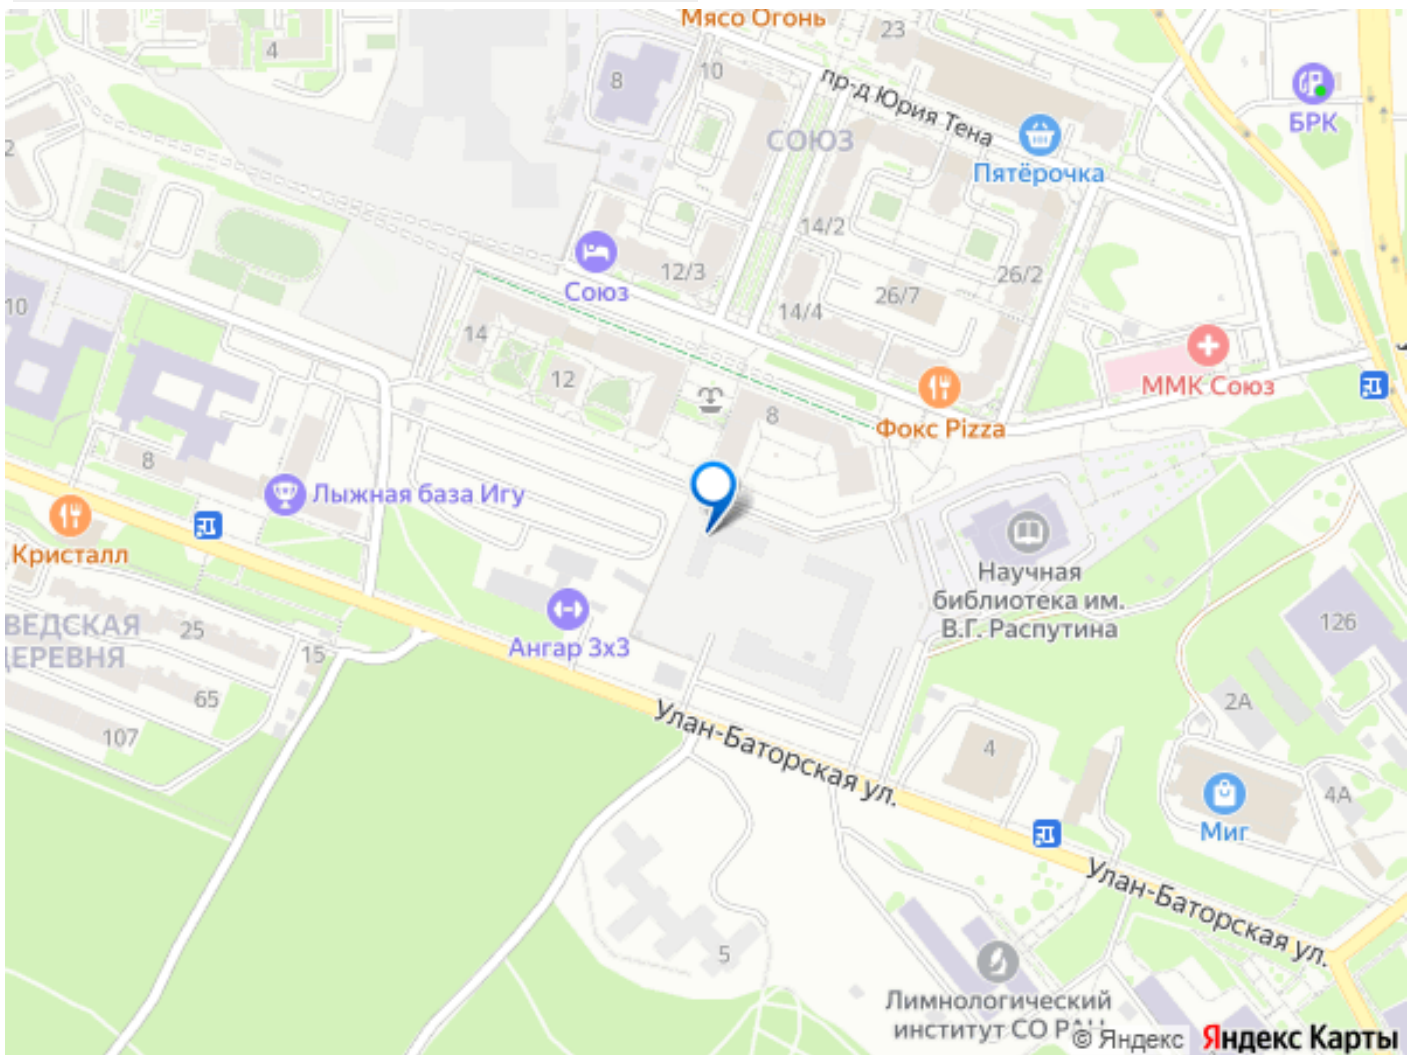 Мясо Огонь
23
4
8
10
пр-д Юрия Тена
БРК
СОЮЗ
Пятёрочка
2
14/2
12/3
26/2
Союз
26/7
14/4
10
14
12
ММК Союз
8
Фокс Pizza
8
Лыжная база Игу
Кристалл
Научная
библиотека им.
В.Г. Распутина
ВЕДСКАЯ
ДЕРЕВНЯ
25
15
Ангар 3х3
126
65
2А
107
Улан-Баторская ул.
4
4А
Миг
Улан-Баторская ул.
5
Лимнологический
институт СО РАН
© Яндекс Яндекс Карты